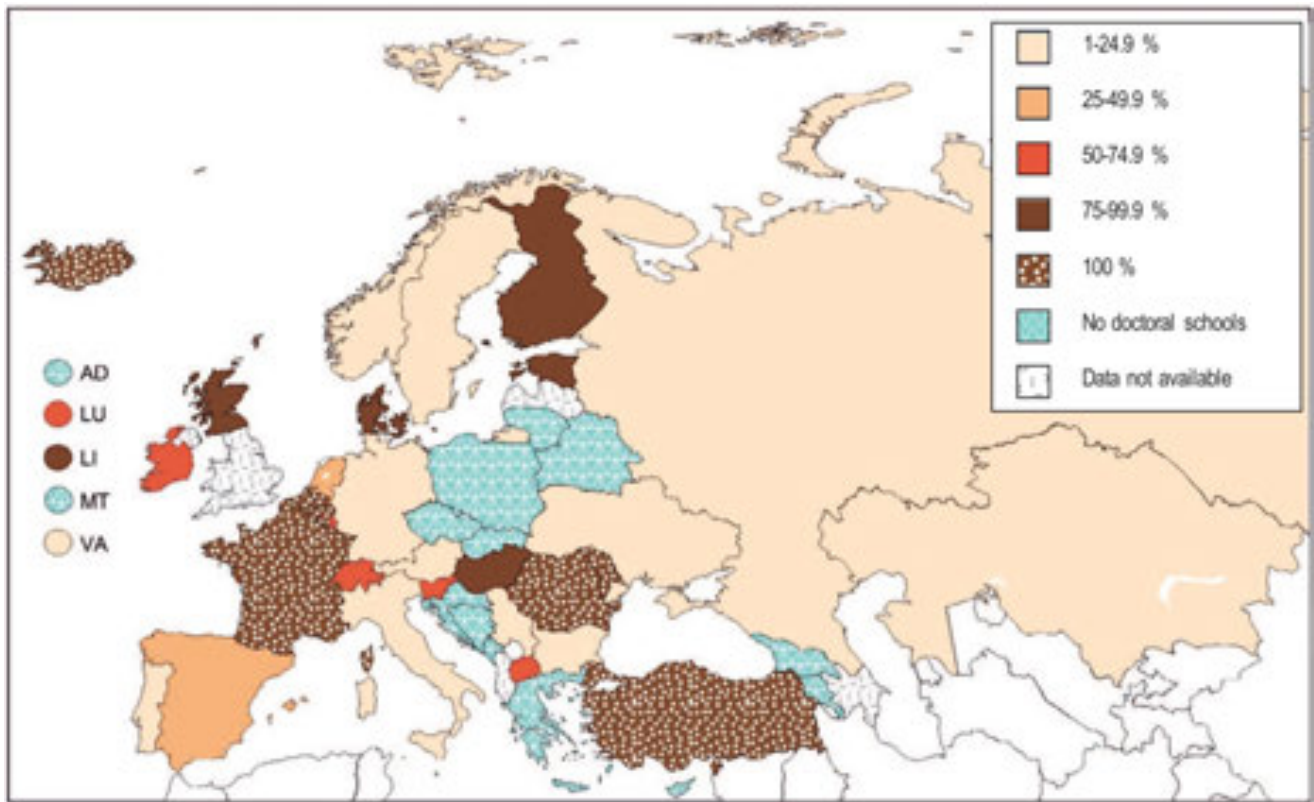 1-24.9 %
25-49.9 %
50-74.9 %
75-99.9 %
100 %
No doctoral schools
Data not available
AD
LU
LI
MT
VA